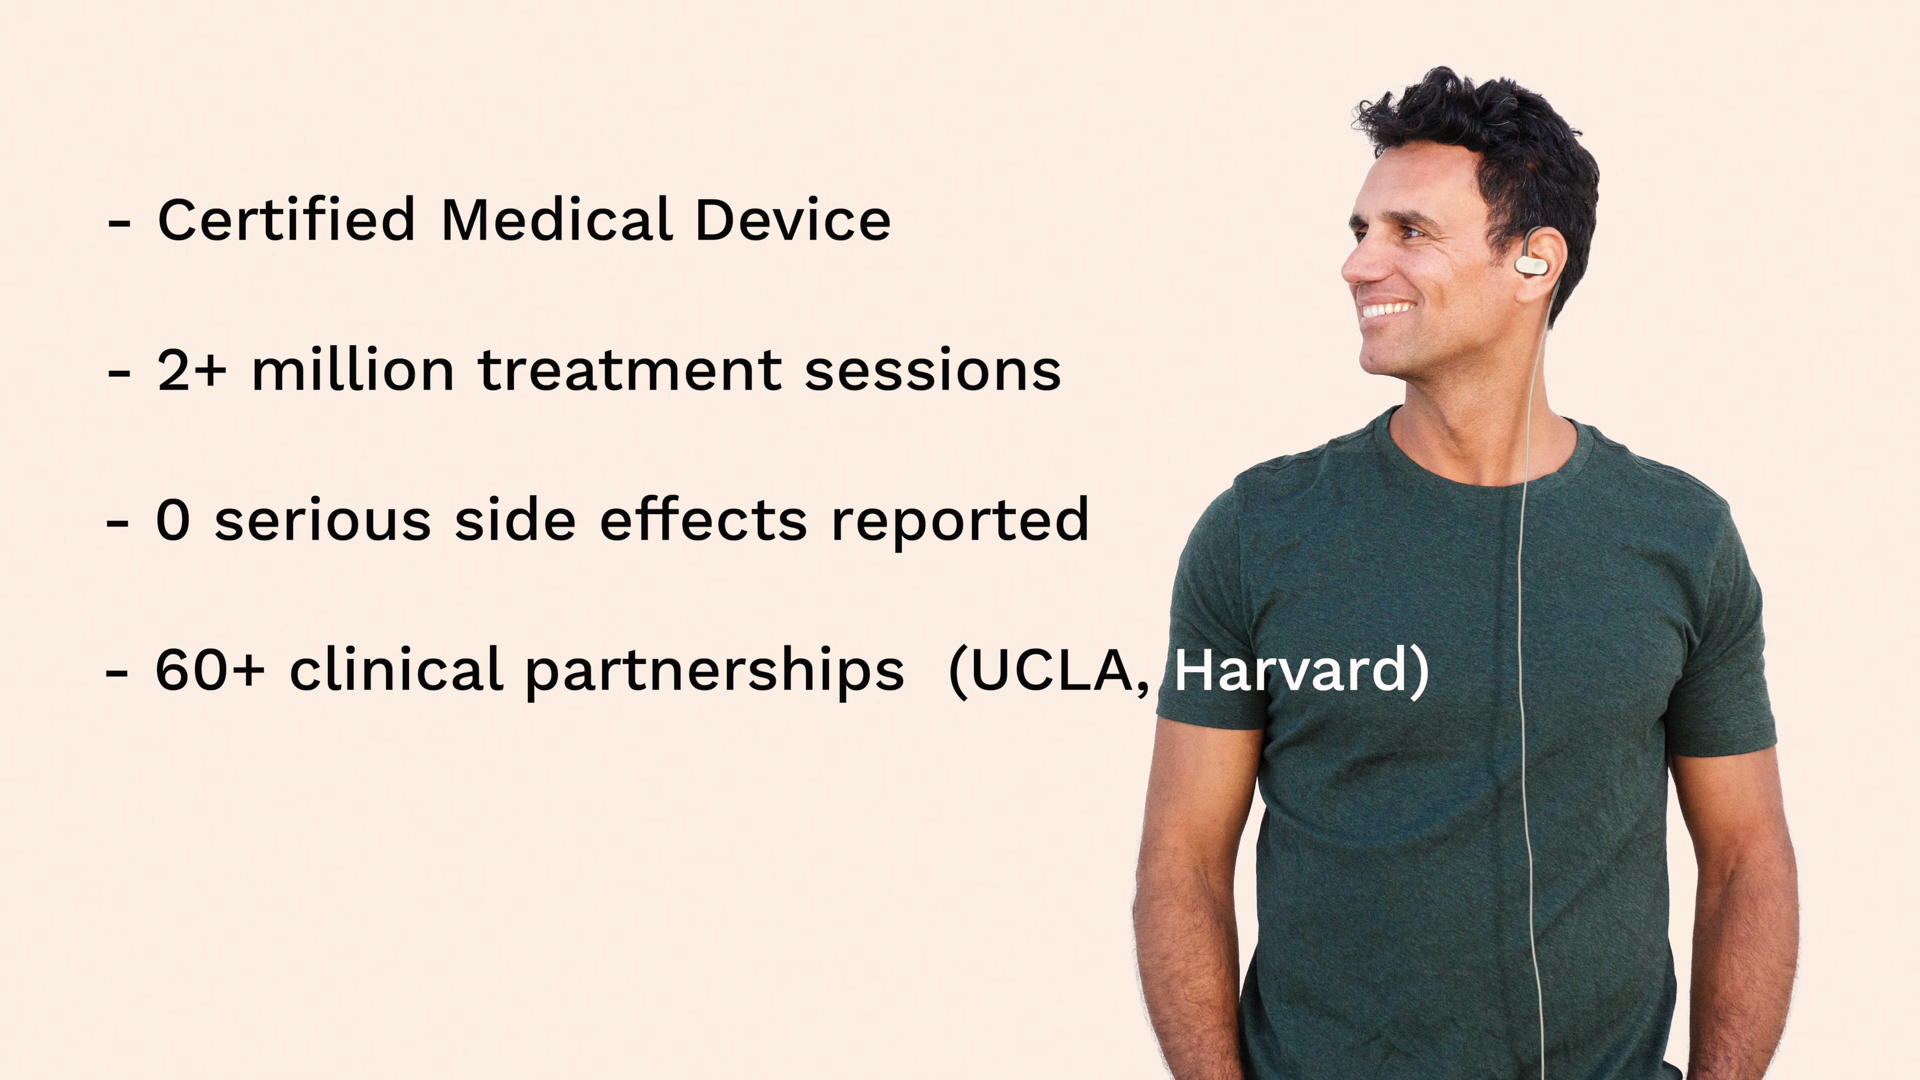 - Certified Medical Device
- 2+ million treatment sessions
- 0 serious side effects reported
- 60+ clinical partnerships (UCLA, Harvard)